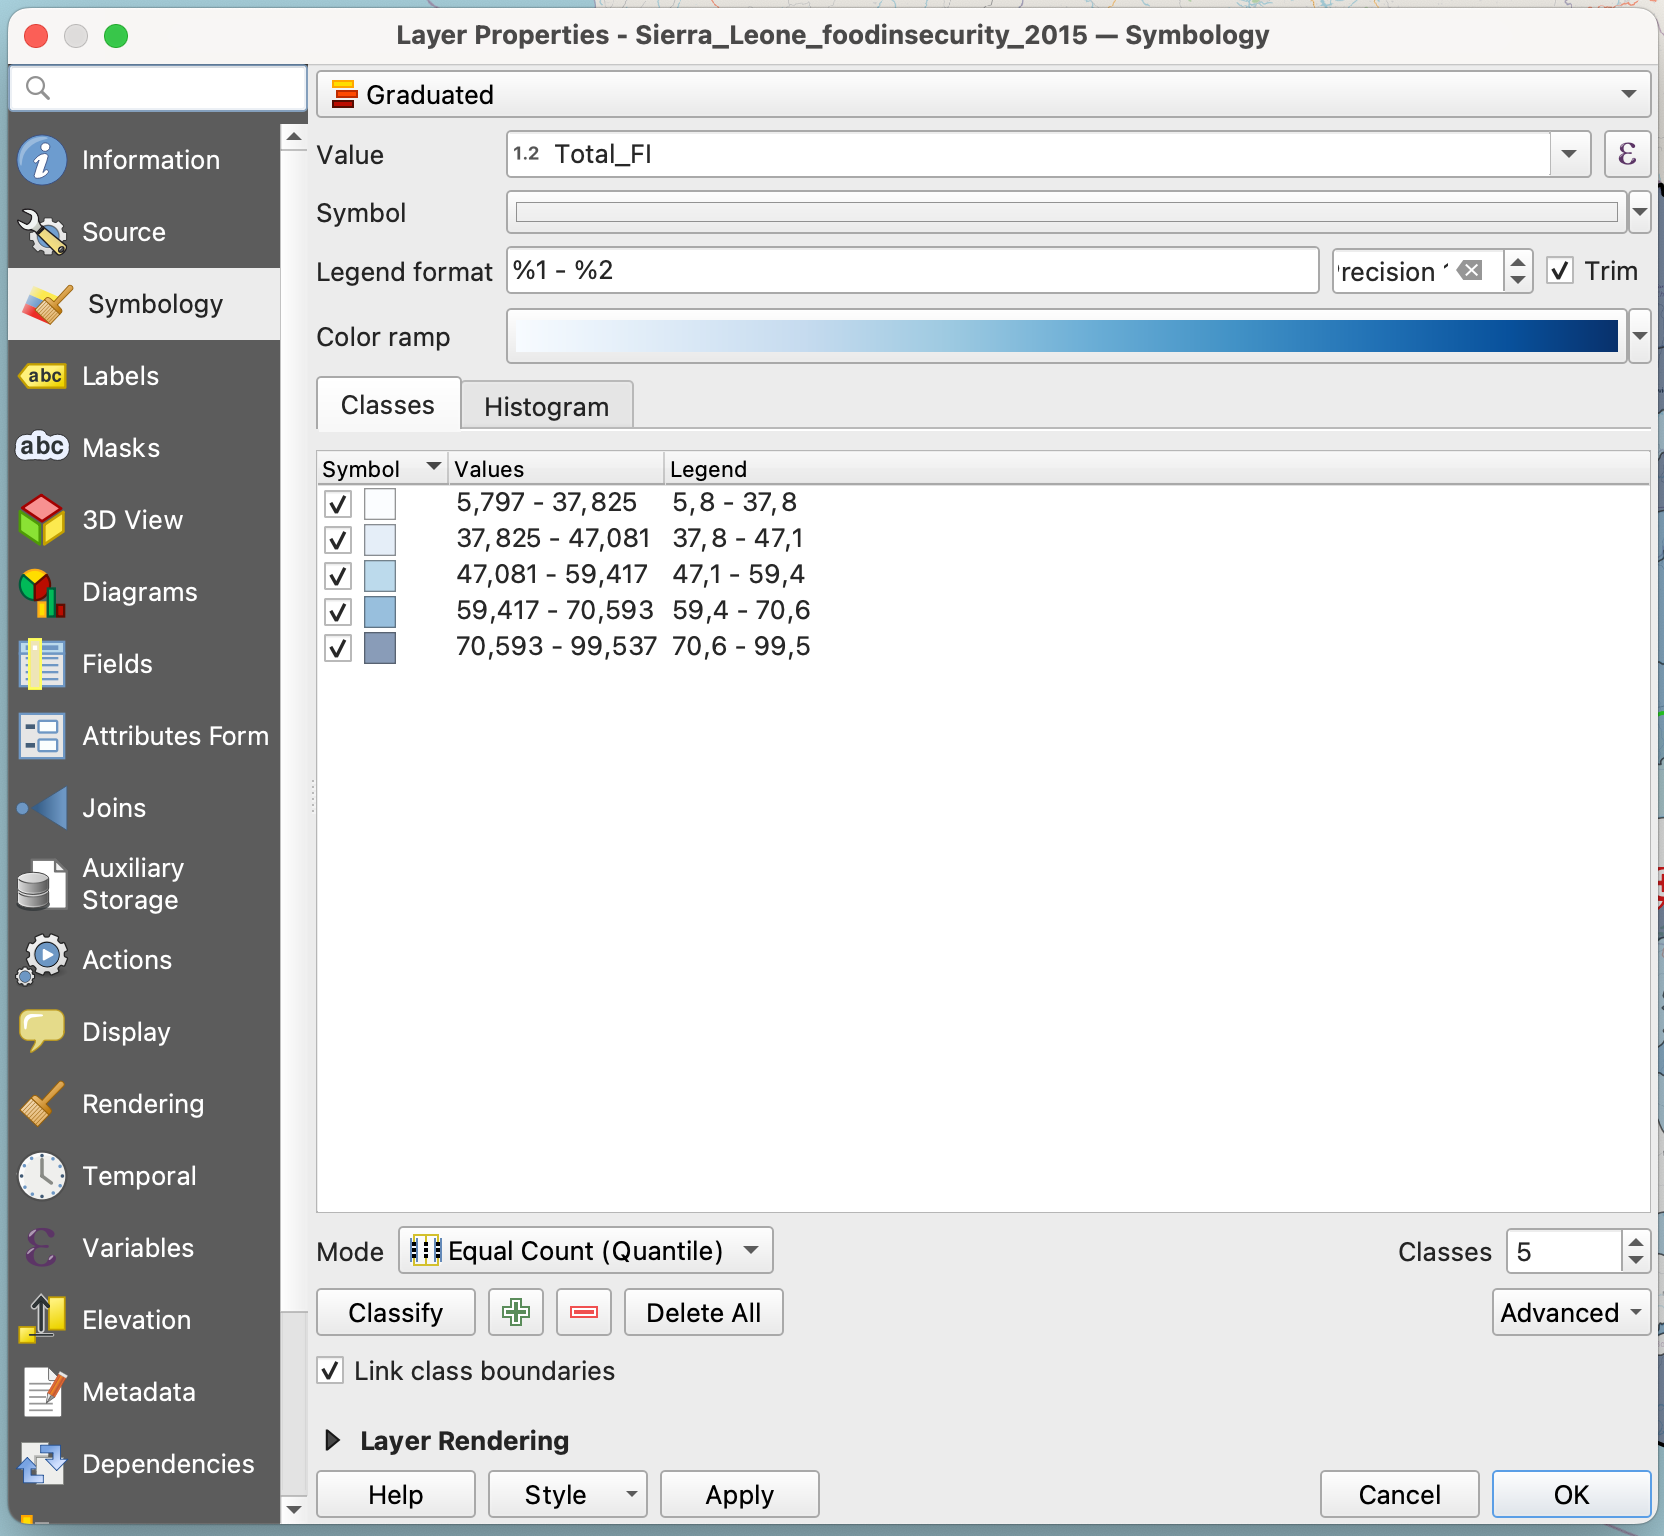 Layer Properties - Sierra_Leone_foodinsecurity_2015 — Symbology
Information
Source
Symbology
abc Labels
abc Masks
3D View
Diagrams
Fields
Attributes Form
Joins
Auxiliary
Storage
Actions
Display
Rendering
Temporal
ε Variables
Elevation
Metadata
Dependencies
Graduated
Value 1.2 Total_FI ε
Symbol
Legend format %1 - %2 recision Trim
Color ramp
Classes Histogram
Symbol Values Legend
5,797 - 37,825 5,8 - 37,8
37,825 - 47,081 37,8 - 47,1
47,081 - 59,417 47,1 - 59,4
59,417 - 70,593 59,4 - 70,6
70,593 - 99,537 70,6 - 99,5
Mode Equal Count (Quantile) Classes 5
Classify Delete All Advanced
Link class boundaries
Layer Rendering
Help Style Apply Cancel OK